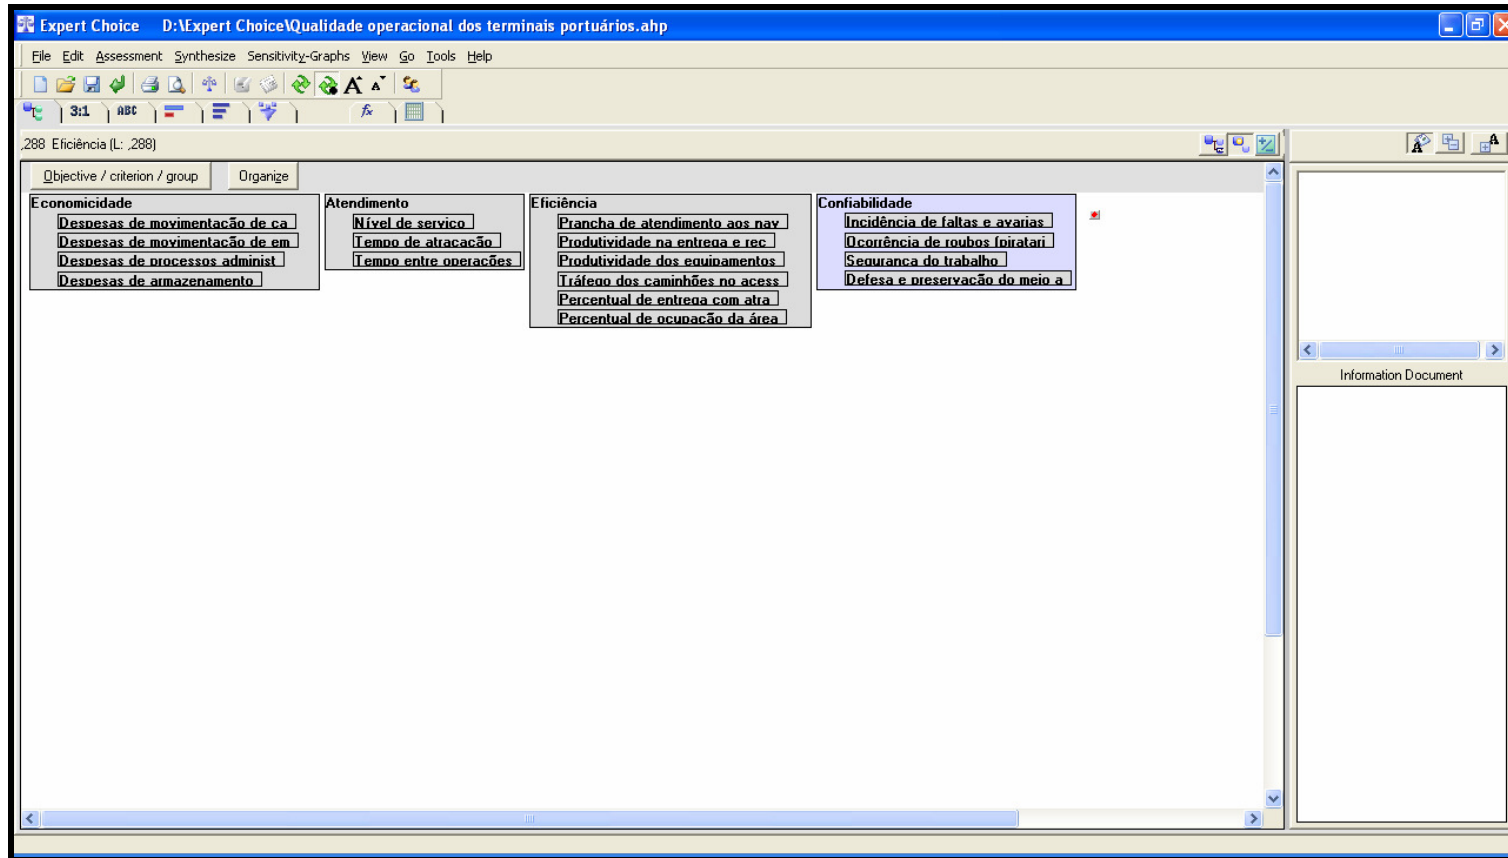 Expert Choice D:\Expert Choice\Qualidade operacional dos terminais portuários.ahp
File Edit Assessment Synthesize Sensitivity-Graphs View Go Tools Help
A A
3:1 ABC fx
,288 Eficiência (L: ,288)
A A
Objective / criterion / group Organize
Economicidade
Despesas de movimentação de ca
Despesas de movimentação de em
Despesas de processos administ
Despesas de armazenamento
Atendimento
Nível de serviço
Tempo de atracação
Tempo entre operações
Eficiência
Prancha de atendimento aos nav
Produtividade na entrega e rec
Produtividade dos equipamentos
Tráfego dos caminhões no acess
Percentual de entrega com atra
Percentual de ocupação da área
Confiabilidade
Incidência de faltas e avarias
Ocorrência de roubos (piratari
Segurança do trabalho
Defesa e preservação do meio a
Information Document